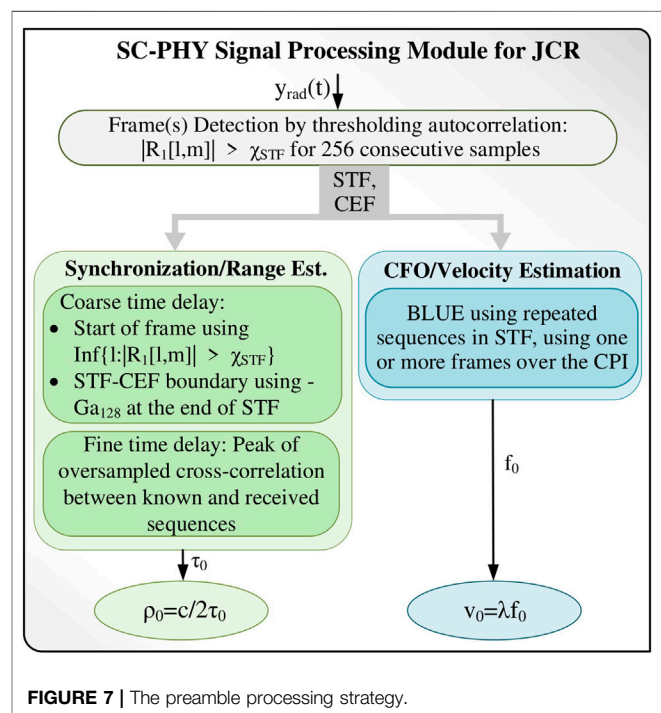 SC-PHY Signal Processing Module for JCR
y_rad(t)
Frame(s) Detection by thresholding autocorrelation:
|R₁[l,m]| > χ_STF for 256 consecutive samples
STF,
CEF
Synchronization/Range Est.
Coarse time delay:
• Start of frame using
Inf{l:|R₁[l,m]| > χ_STF}
• STF-CEF boundary using -
Ga₁₂₈ at the end of STF
Fine time delay: Peak of
oversampled cross-correlation
between known and received
sequences
τ₀
ρ₀=c/2τ₀
CFO/Velocity Estimation
BLUE using repeated
sequences in STF, using one
or more frames over the CPI
f₀
v₀=λf₀
FIGURE 7 | The preamble processing strategy.